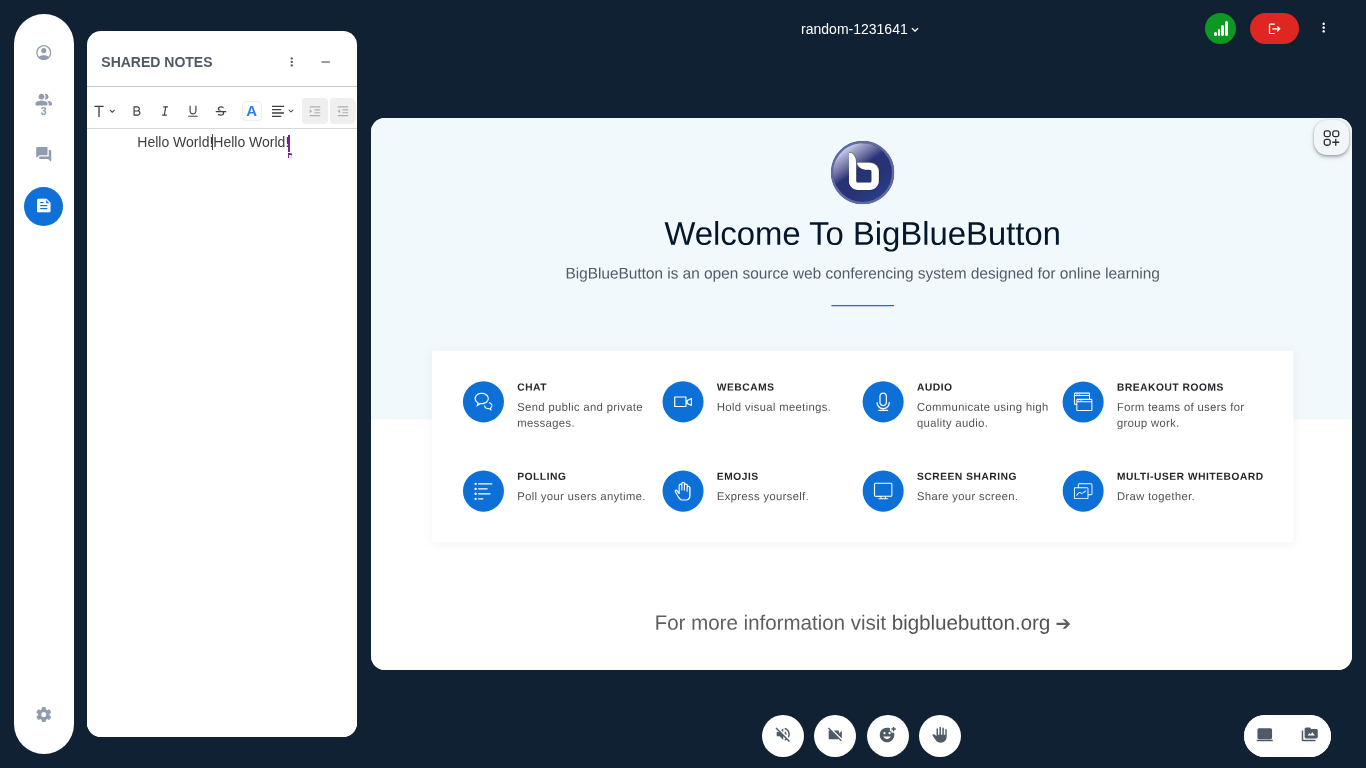 random-1231641
SHARED NOTES
3
Hello World!Hello World!
Welcome To BigBlueButton
BigBlueButton is an open source web conferencing system designed for online learning
CHAT
Send public and private
messages.
WEBCAMS
Hold visual meetings.
AUDIO
Communicate using high
quality audio.
BREAKOUT ROOMS
Form teams of users for
group work.
POLLING
Poll your users anytime.
EMOJIS
Express yourself.
SCREEN SHARING
Share your screen.
MULTI-USER WHITEBOARD
Draw together.
For more information visit bigbluebutton.org →